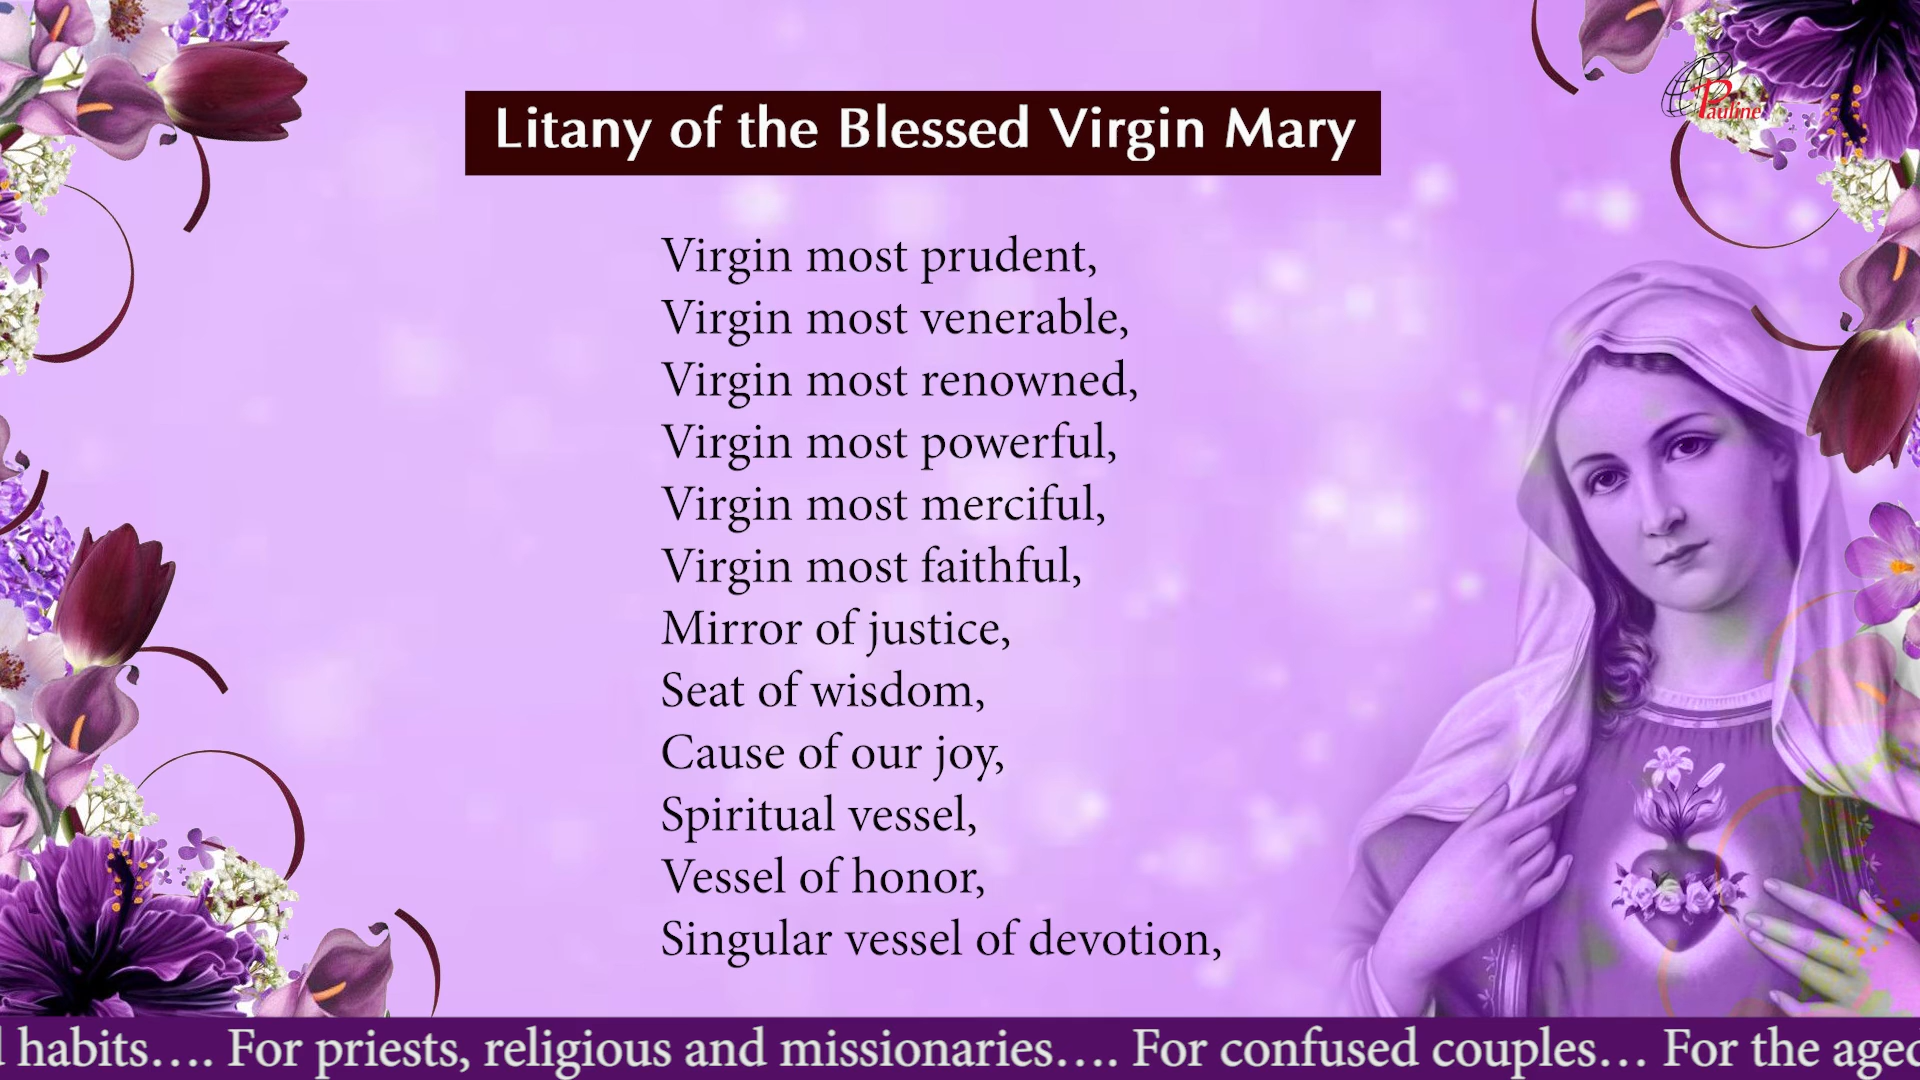 Litany of the Blessed Virgin Mary
Pauline
Virgin most prudent,
Virgin most venerable,
Virgin most renowned,
Virgin most powerful,
Virgin most merciful,
Virgin most faithful,
Mirror of justice,
Seat of wisdom,
Cause of our joy,
Spiritual vessel,
Vessel of honor,
Singular vessel of devotion,
habits.... For priests, religious and missionaries.... For confused couples... For the aged